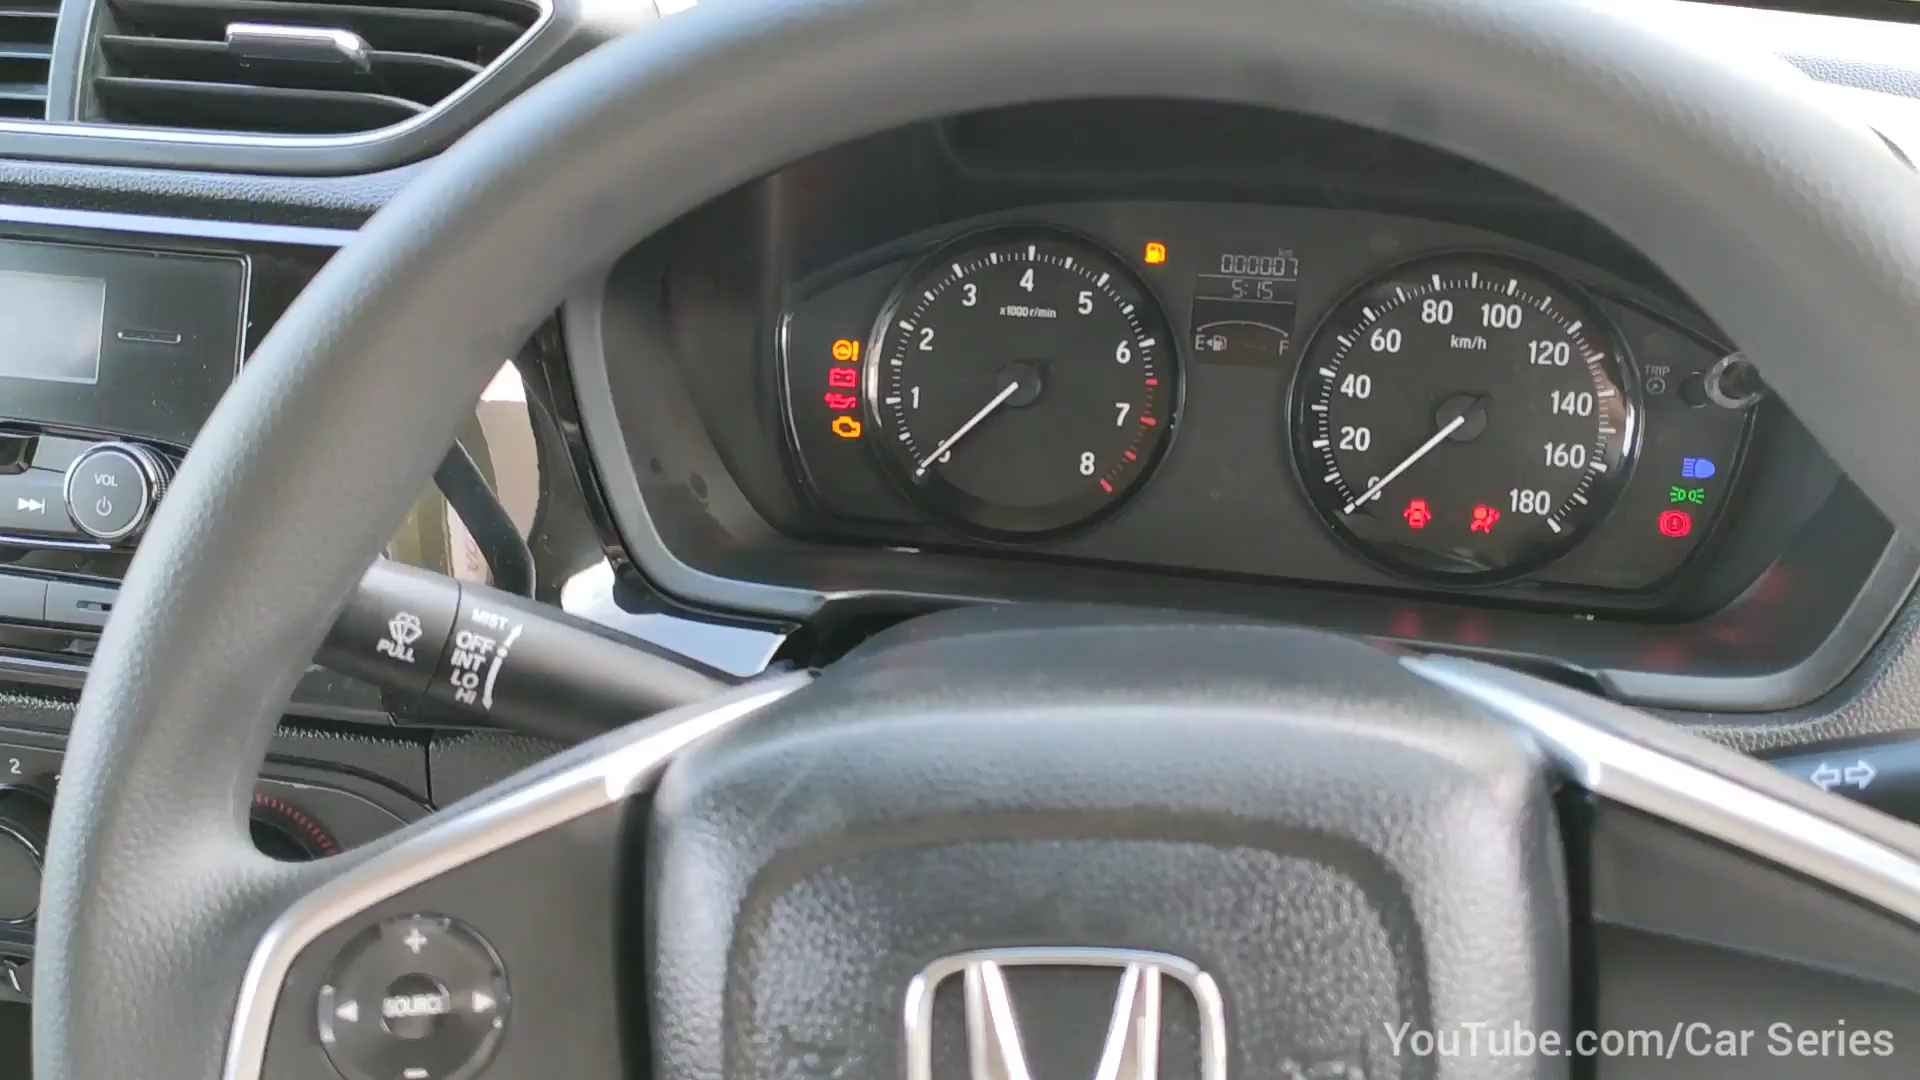 4
3
5
x1000 r/min
2
6
1
7
0
8
km
000007
5:15
E
F
80
100
60
km/h
120
40
140
20
160
0
180
TRIP
VOL
MIST
OFF
INT
LO
HI
PULL
2
+
SOURCE
-
YouTube.com/Car Series